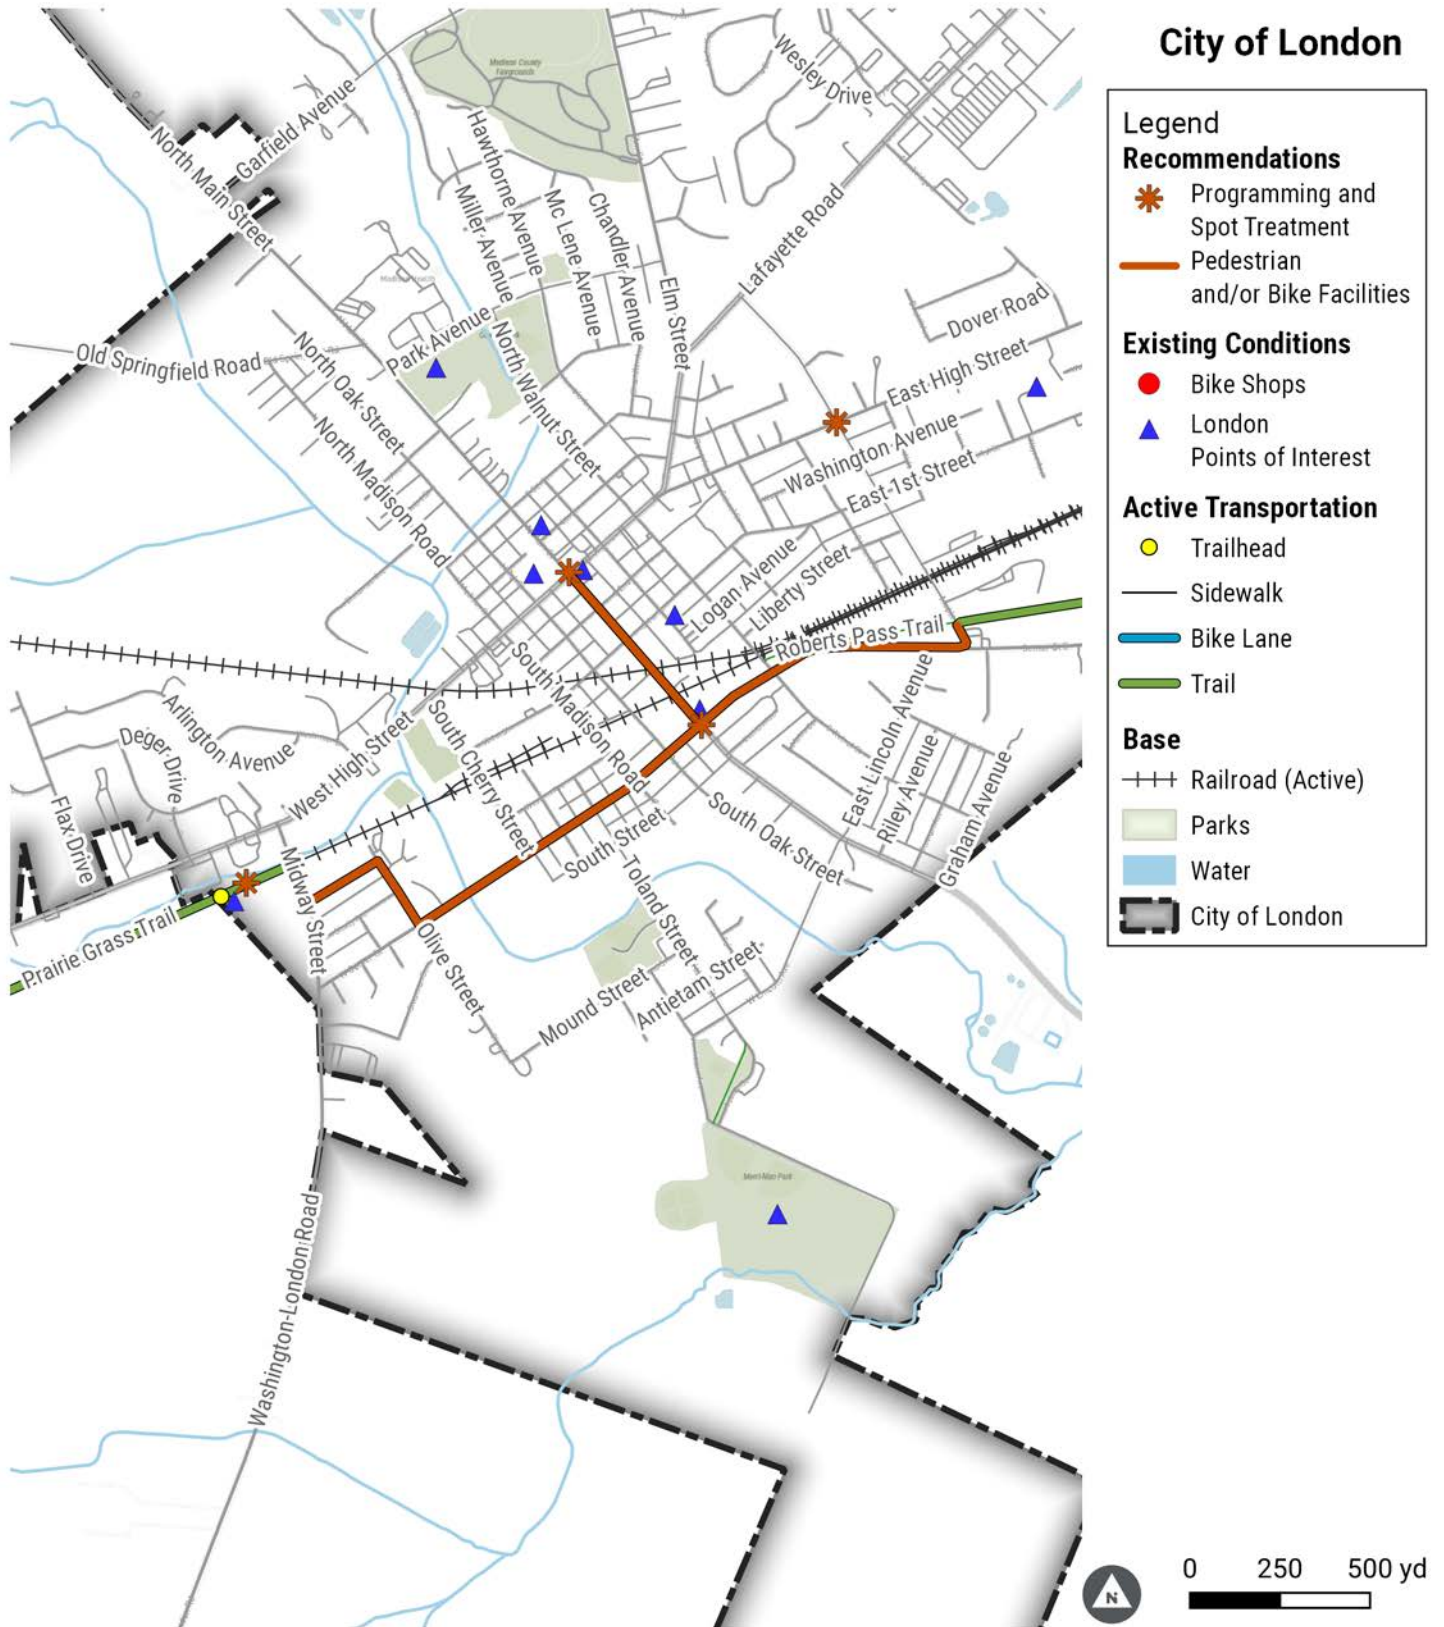 City of London
Legend
Recommendations
Programming and
Spot Treatment
Pedestrian
and/or Bike Facilities
Existing Conditions
Bike Shops
London
Points of Interest
Active Transportation
Trailhead
Sidewalk
Bike Lane
Trail
Base
Railroad (Active)
Parks
Water
City of London
0 250 500 yd
N
Madison County
Fairgrounds
Wesley Drive
Garfield Avenue
North Main Street
Hawthorne Avenue
Miller Avenue
Mc Lene Avenue
Chandler Avenue
Lafayette Road
Elm Street
Dover Road
Park Avenue
Old Springfield Road
North Oak Street
North Walnut Street
East High Street
North Madison Road
Washington Avenue
East 1st Street
Logan Avenue
Liberty Street
Roberts Pass Trail
South Madison Road
Arlington Avenue
Deger Drive
West High Street
South Cherry Street
East Lincoln Avenue
Riley Avenue
Graham Avenue
Flax Drive
South Street
South Oak Street
Midway Street
Toland Street
Prairie Grass Trail
Olive Street
Mound Street
Antietam Street
Merri-Mac Park
Washington-London Road